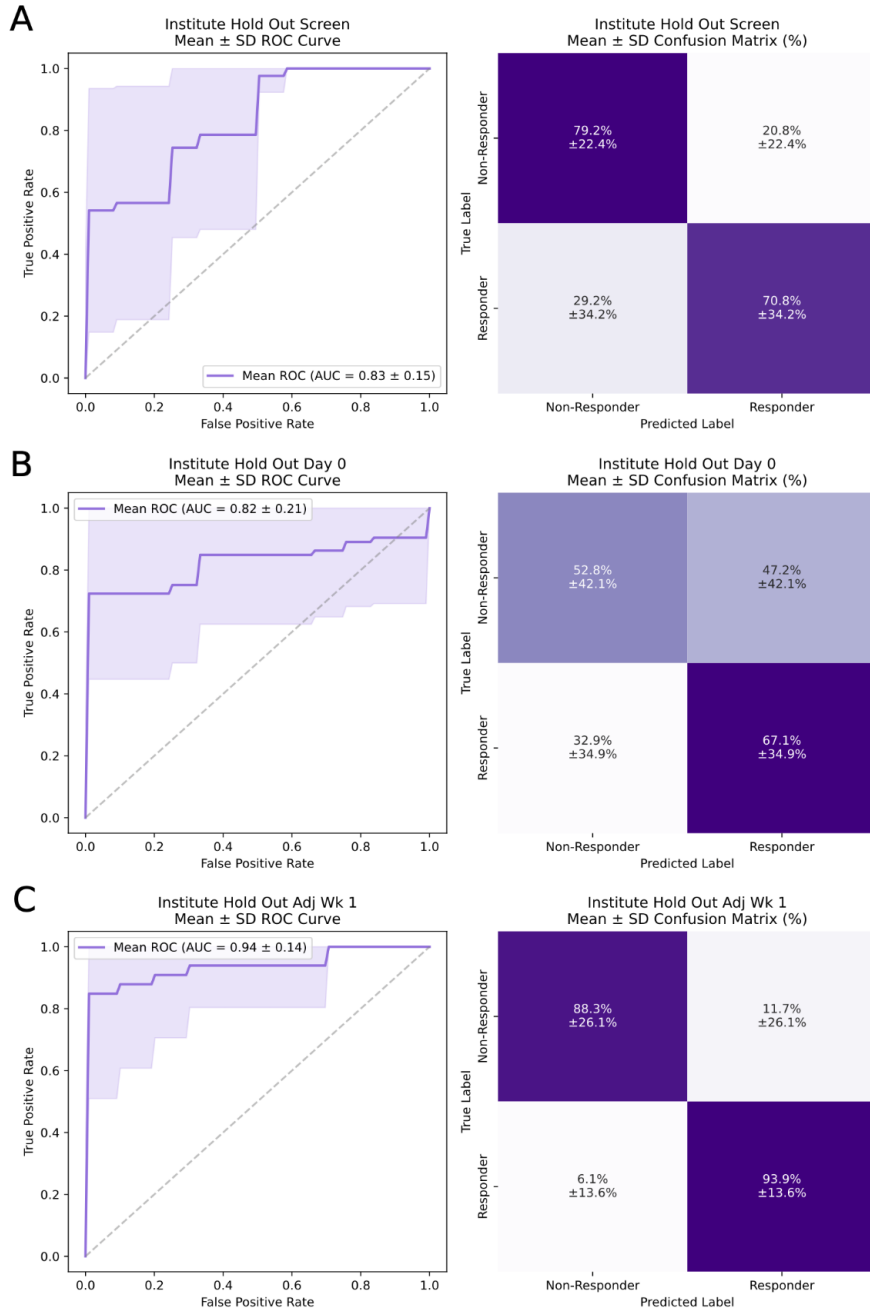 A
Institute Hold Out Screen
Mean ± SD ROC Curve
1.0
0.8
0.6
0.4
0.2
0.0
True Positive Rate
Mean ROC (AUC = 0.83 ± 0.15)
0.0 0.2 0.4 0.6 0.8 1.0
False Positive Rate
Institute Hold Out Screen
Mean ± SD Confusion Matrix (%)
True Label
Non-Responder
79.2%
±22.4%
20.8%
±22.4%
Responder
29.2%
±34.2%
70.8%
±34.2%
Non-Responder Responder
Predicted Label
B
Institute Hold Out Day 0
Mean ± SD ROC Curve
Mean ROC (AUC = 0.82 ± 0.21)
1.0
0.8
0.6
0.4
0.2
0.0
True Positive Rate
0.0 0.2 0.4 0.6 0.8 1.0
False Positive Rate
Institute Hold Out Day 0
Mean ± SD Confusion Matrix (%)
True Label
Non-Responder
52.8%
±42.1%
47.2%
±42.1%
Responder
32.9%
±34.9%
67.1%
±34.9%
Non-Responder Responder
Predicted Label
C
Institute Hold Out Adj Wk 1
Mean ± SD ROC Curve
Mean ROC (AUC = 0.94 ± 0.14)
1.0
0.8
0.6
0.4
0.2
0.0
True Positive Rate
0.0 0.2 0.4 0.6 0.8 1.0
False Positive Rate
Institute Hold Out Adj Wk 1
Mean ± SD Confusion Matrix (%)
True Label
Non-Responder
88.3%
±26.1%
11.7%
±26.1%
Responder
6.1%
±13.6%
93.9%
±13.6%
Non-Responder Responder
Predicted Label